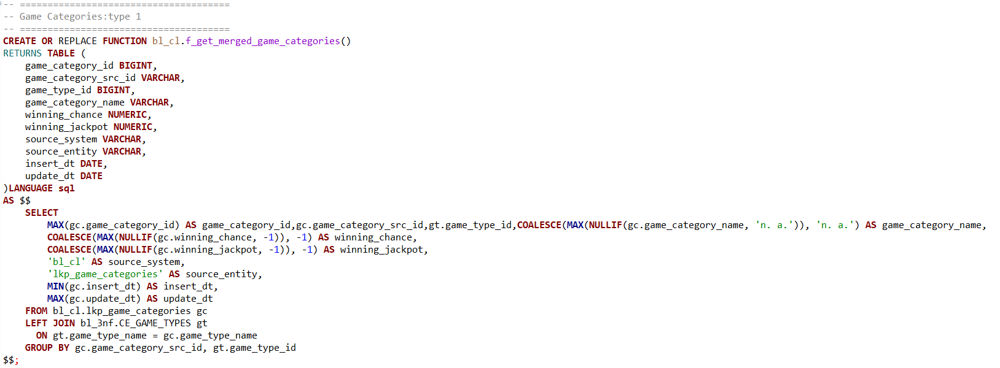 -- ======================================
-- Game Categories:type 1
-- ======================================
CREATE OR REPLACE FUNCTION bl_cl.f_get_merged_game_categories()
RETURNS TABLE (
    game_category_id BIGINT,
    game_category_src_id VARCHAR,
    game_type_id BIGINT,
    game_category_name VARCHAR,
    winning_chance NUMERIC,
    winning_jackpot NUMERIC,
    source_system VARCHAR,
    source_entity VARCHAR,
    insert_dt DATE,
    update_dt DATE
)LANGUAGE sql
AS $$
    SELECT
        MAX(gc.game_category_id) AS game_category_id,gc.game_category_src_id,gt.game_type_id,COALESCE(MAX(NULLIF(gc.game_category_name, 'n. a.')), 'n. a.') AS game_category_name,
        COALESCE(MAX(NULLIF(gc.winning_chance, -1)), -1) AS winning_chance,
        COALESCE(MAX(NULLIF(gc.winning_jackpot, -1)), -1) AS winning_jackpot,
        'bl_cl' AS source_system,
        'lkp_game_categories' AS source_entity,
        MIN(gc.insert_dt) AS insert_dt,
        MAX(gc.update_dt) AS update_dt
    FROM bl_cl.lkp_game_categories gc
    LEFT JOIN bl_3nf.CE_GAME_TYPES gt
      ON gt.game_type_name = gc.game_type_name
    GROUP BY gc.game_category_src_id, gt.game_type_id
$$;